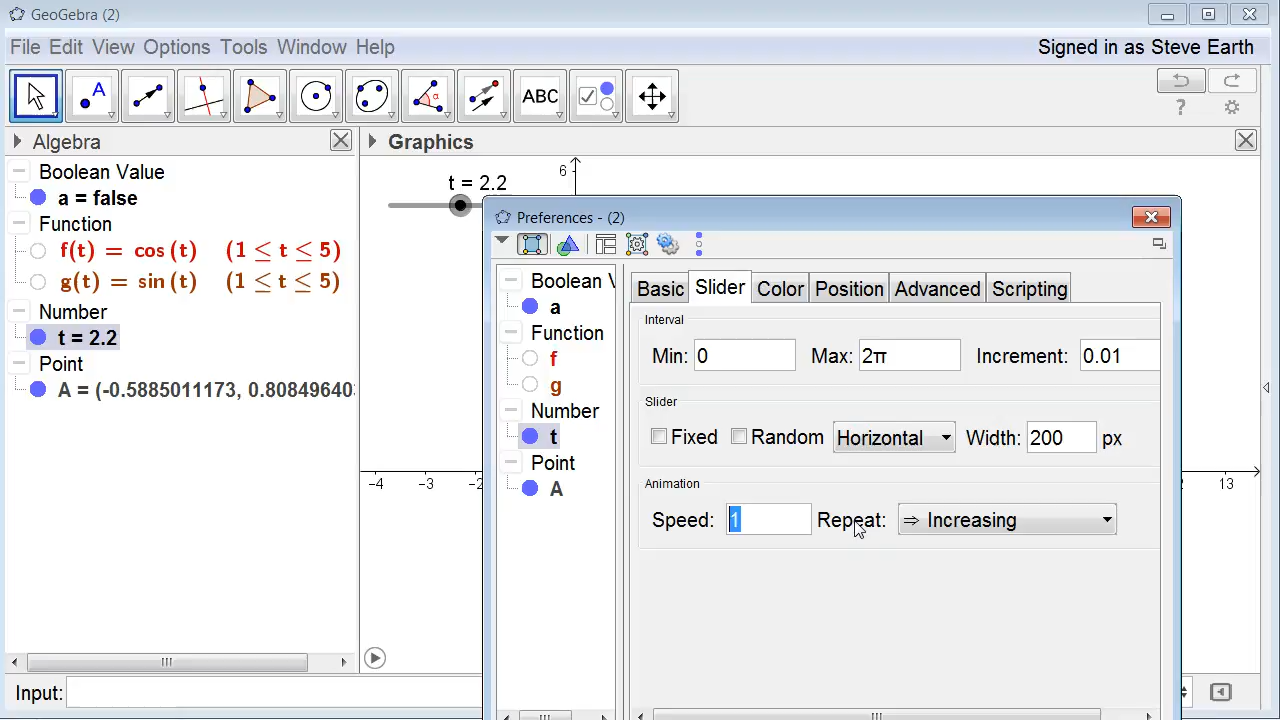 GeoGebra (2)
File Edit View Options Tools Window Help
Signed in as Steve Earth
A
α
ABC
?
Algebra
Graphics
Boolean Value
a = false
Function
f(t) = cos (t) (1 ≤ t ≤ 5)
g(t) = sin (t) (1 ≤ t ≤ 5)
Number
t = 2.2
Point
A = (-0.5885011173, 0.808496403
t = 2.2
6
-4 -3 -2
13
Preferences - (2)
Boolean V
a
Function
f
g
Number
t
Point
A
Basic Slider Color Position Advanced Scripting
Interval
Min: 0 Max: 2π Increment: 0.01
Slider
Fixed Random Horizontal Width: 200 px
Animation
Speed: 1 Repeat: ⇒ Increasing
Input: